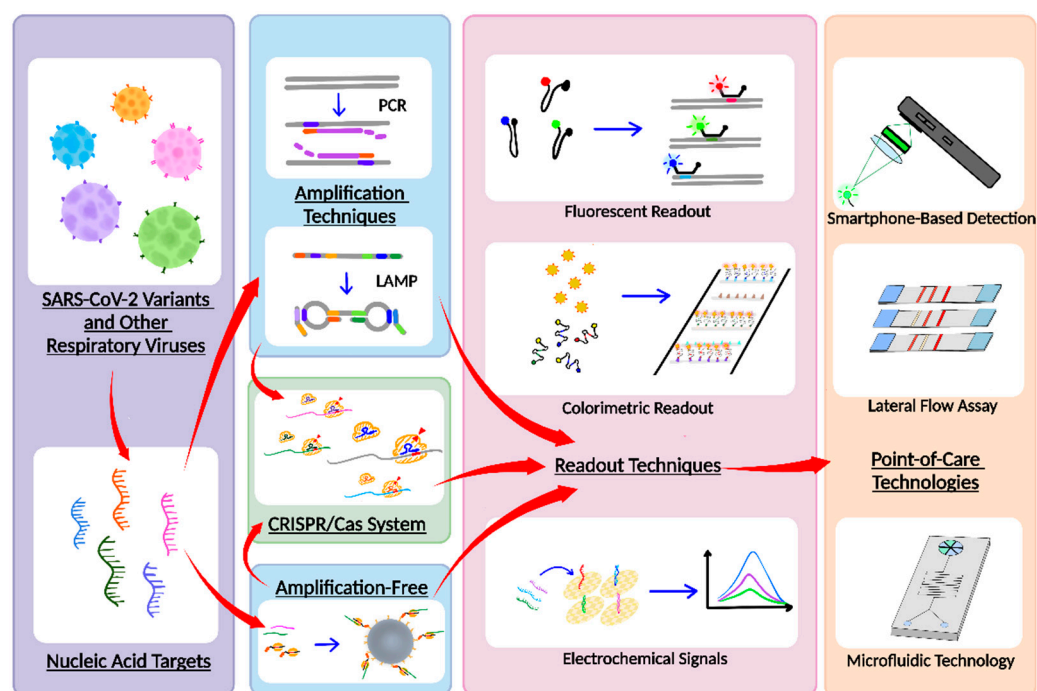 SARS-CoV-2 Variants
and Other
Respiratory Viruses
Nucleic Acid Targets
PCR
Amplification
Techniques
LAMP
CRISPR/Cas System
Amplification-Free
Fluorescent Readout
Colorimetric Readout
Readout Techniques
Electrochemical Signals
Smartphone-Based Detection
Lateral Flow Assay
Point-of-Care
Technologies
Microfluidic Technology